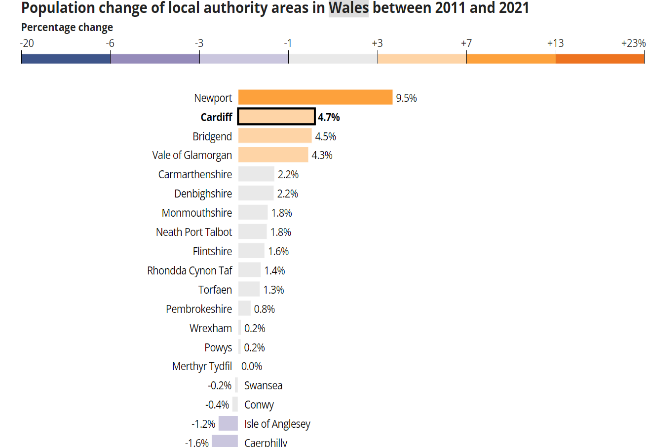 Population change of local authority areas in Wales between 2011 and 2021
Percentage change
-20 -6 -3 -1 +3 +7 +13 +23%
Newport 9.5%
Cardiff 4.7%
Bridgend 4.5%
Vale of Glamorgan 4.3%
Carmarthenshire 2.2%
Denbighshire 2.2%
Monmouthshire 1.8%
Neath Port Talbot 1.8%
Flintshire 1.6%
Rhondda Cynon Taf 1.4%
Torfaen 1.3%
Pembrokeshire 0.8%
Wrexham 0.2%
Powys 0.2%
Merthyr Tydfil 0.0%
-0.2% Swansea
-0.4% Conwy
-1.2% Isle of Anglesey
-1.6% Caerphilly